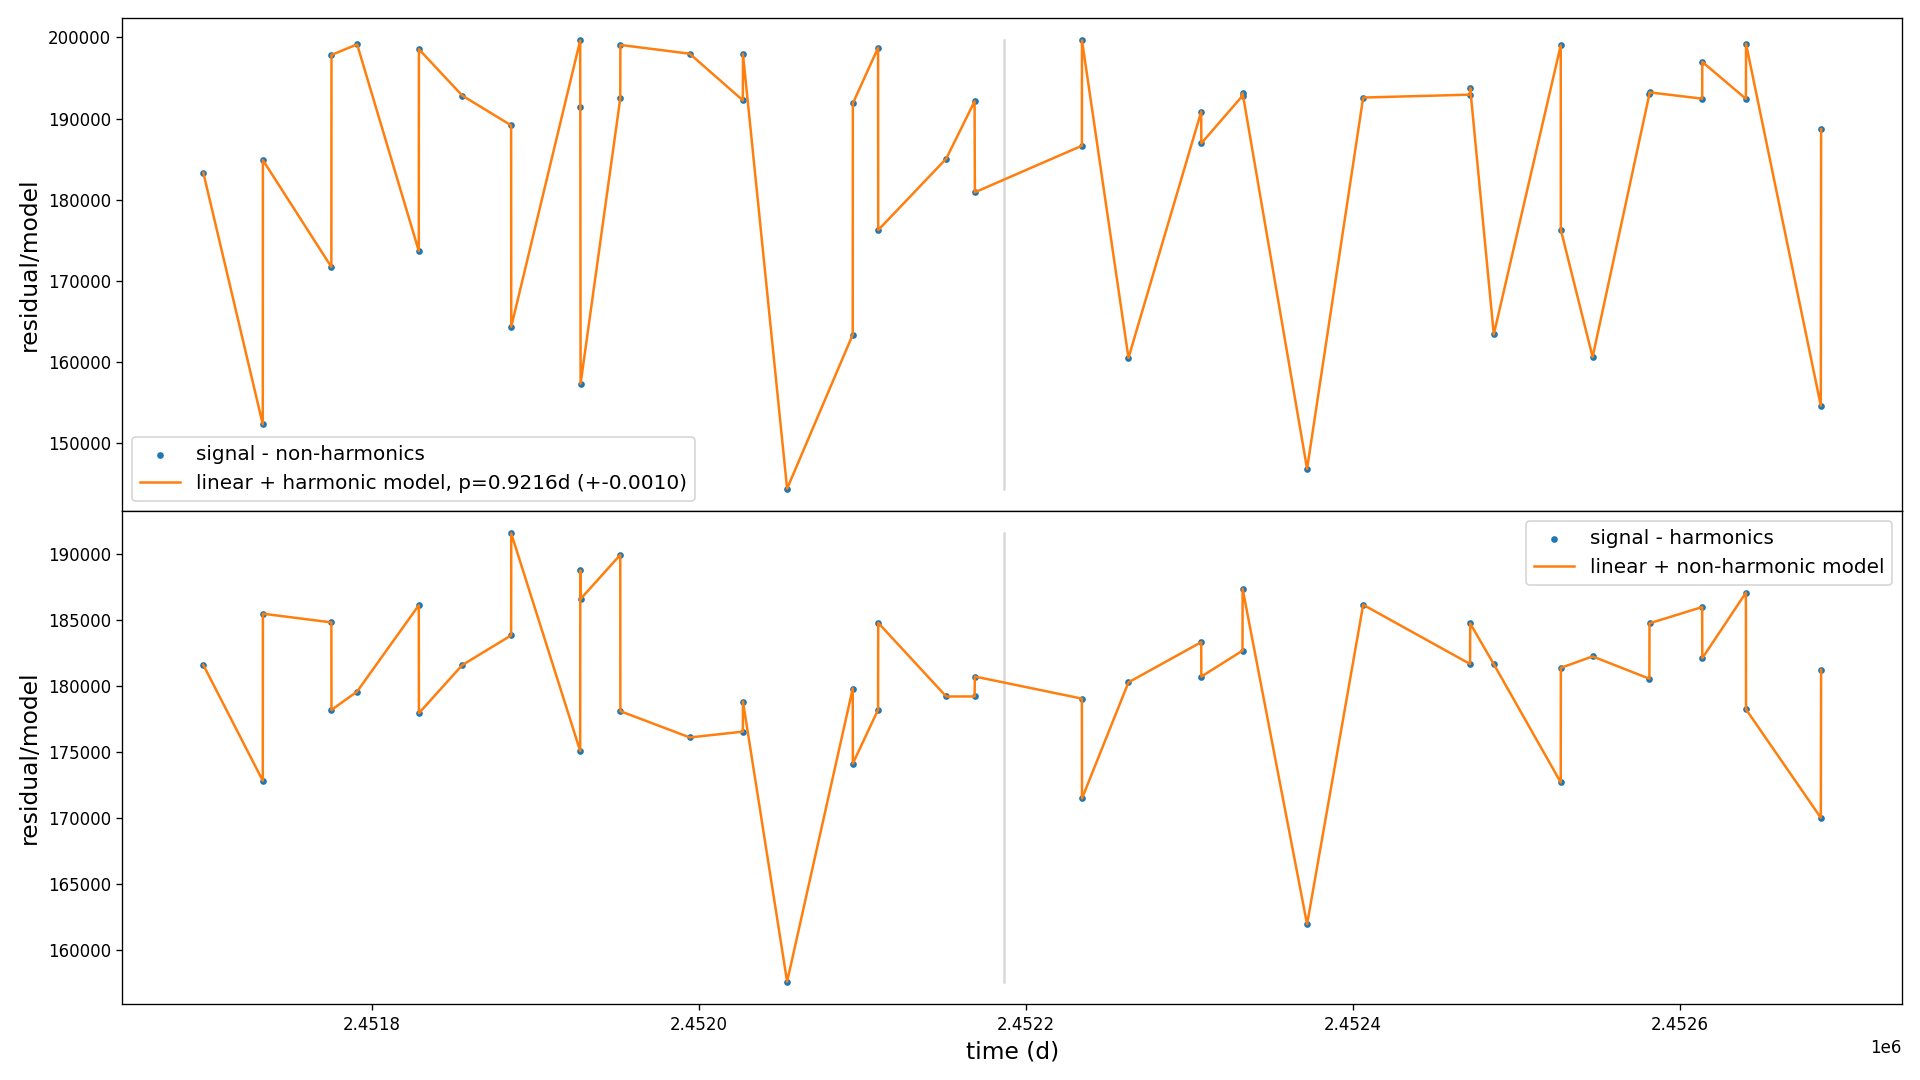 200000
190000
180000
170000
160000
150000
residual/model
signal - non-harmonics
linear + harmonic model, p=0.9216d (+-0.0010)
190000
185000
180000
175000
170000
165000
160000
residual/model
signal - harmonics
linear + non-harmonic model
2.4518
2.4520
2.4522
2.4524
2.4526
time (d)
1e6